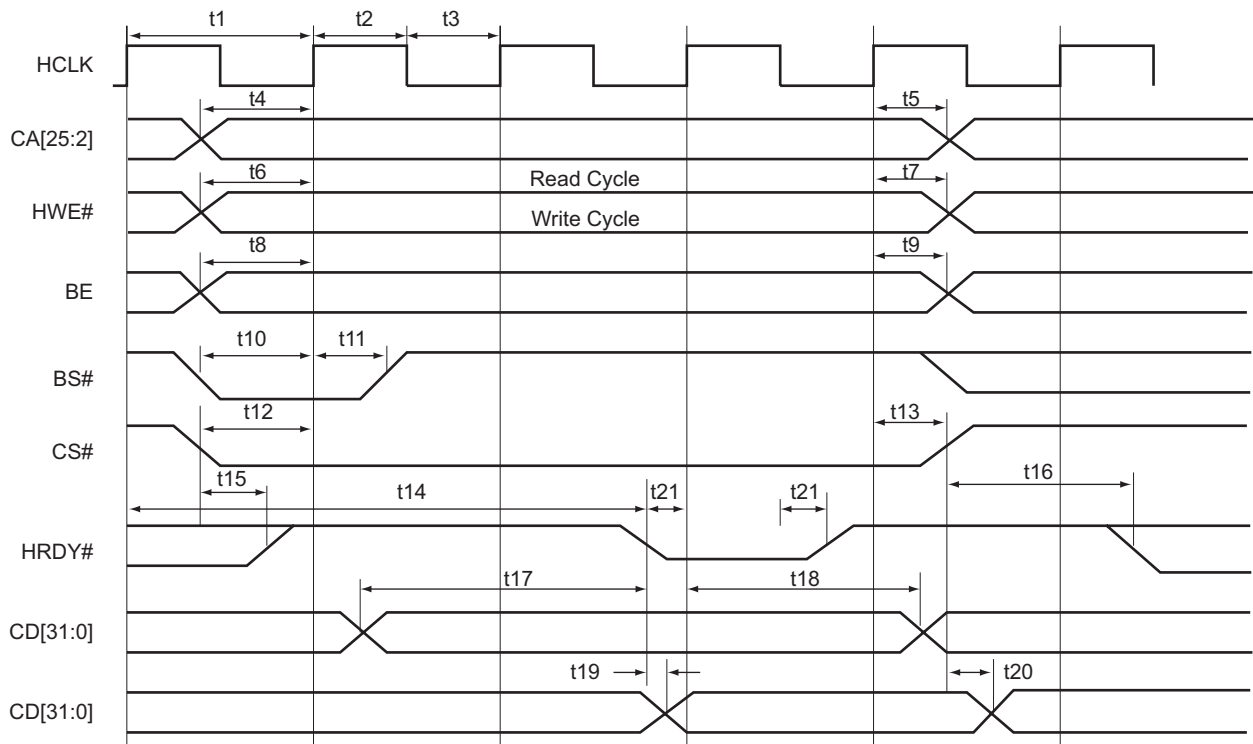 t1 t2 t3
HCLK
t4 t5
CA[25:2]
t6 Read Cycle t7
HWE# Write Cycle
t8 t9
BE
t10 t11
BS#
t12 t13
CS#
t15 t14 t21 t21 t16
HRDY#
t17 t18
CD[31:0]
t19 t20
CD[31:0]